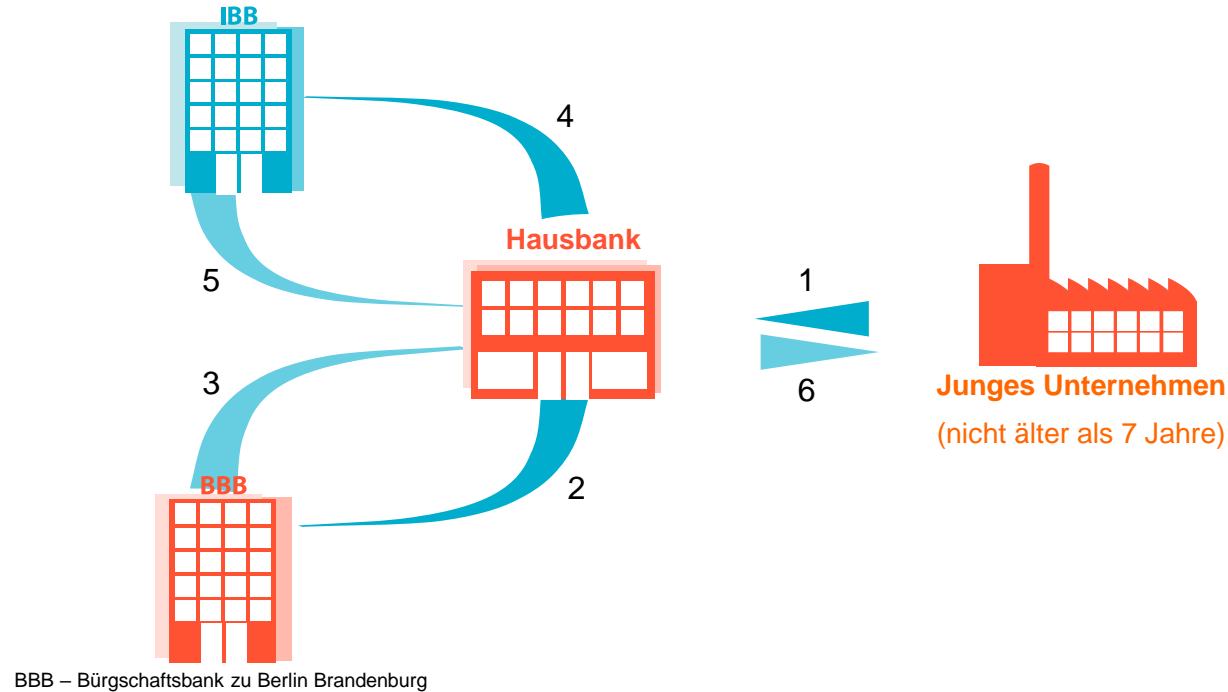 IBB
4
Hausbank
5
1
3
6
Junges Unternehmen
(nicht älter als 7 Jahre)
BBB
2
BBB – Bürgschaftsbank zu Berlin Brandenburg